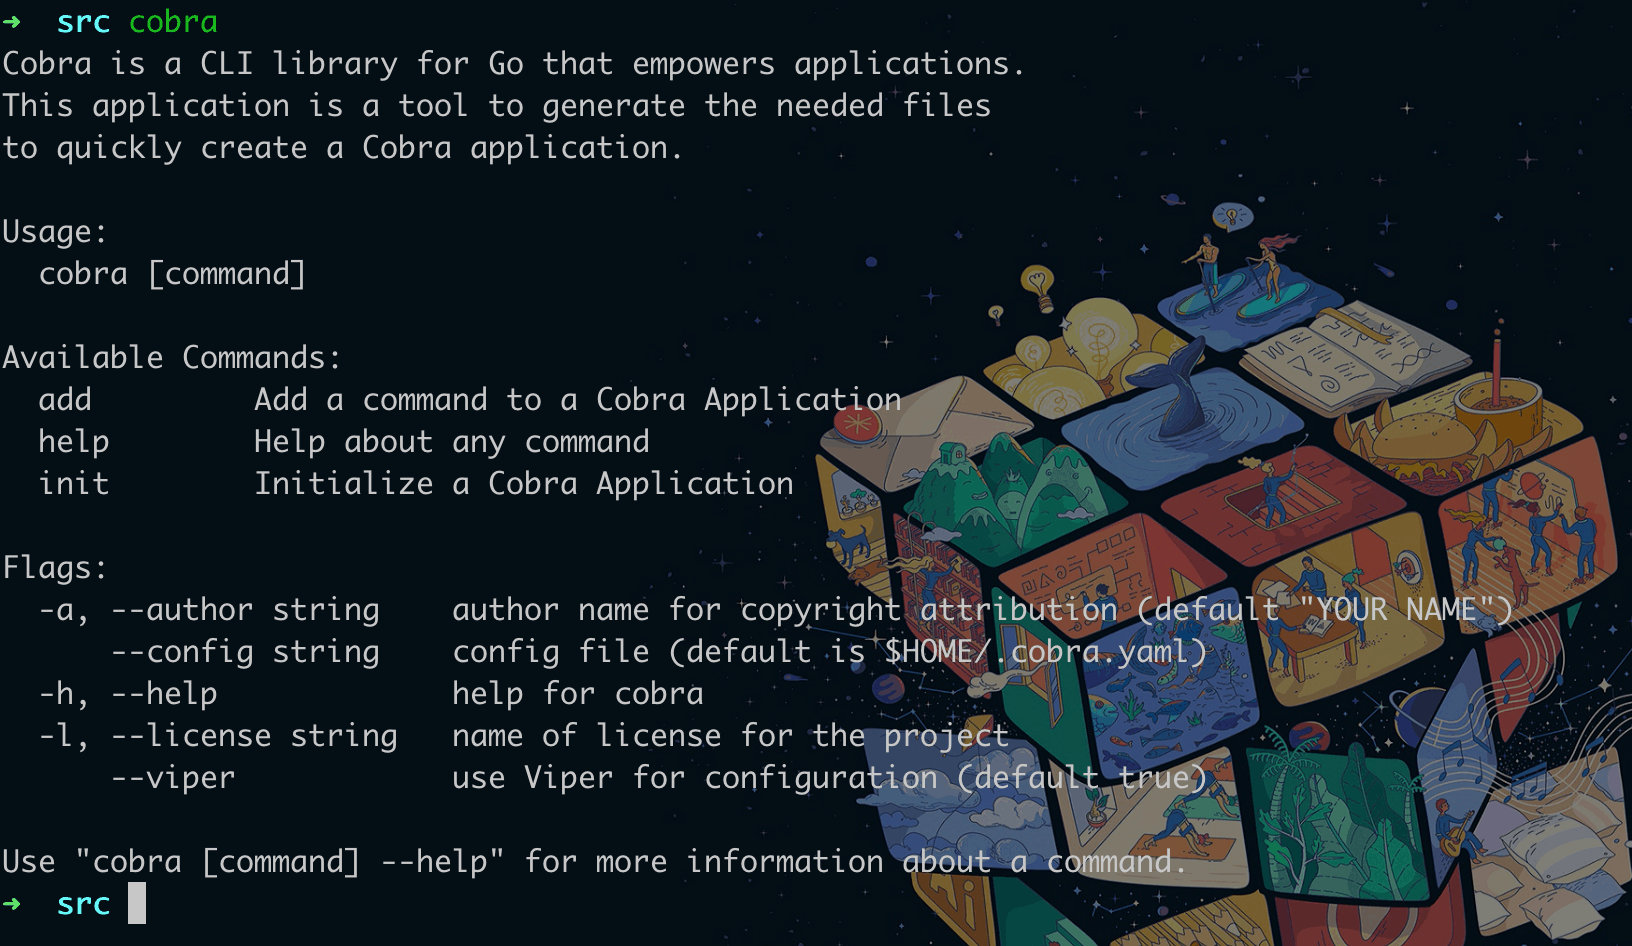 ➜  src cobra
Cobra is a CLI library for Go that empowers applications.
This application is a tool to generate the needed files
to quickly create a Cobra application.

Usage:
  cobra [command]

Available Commands:
  add         Add a command to a Cobra Application
  help        Help about any command
  init        Initialize a Cobra Application

Flags:
  -a, --author string    author name for copyright attribution (default "YOUR NAME")
      --config string    config file (default is $HOME/.cobra.yaml)
  -h, --help             help for cobra
  -l, --license string   name of license for the project
      --viper            use Viper for configuration (default true)

Use "cobra [command] --help" for more information about a command.
➜  src